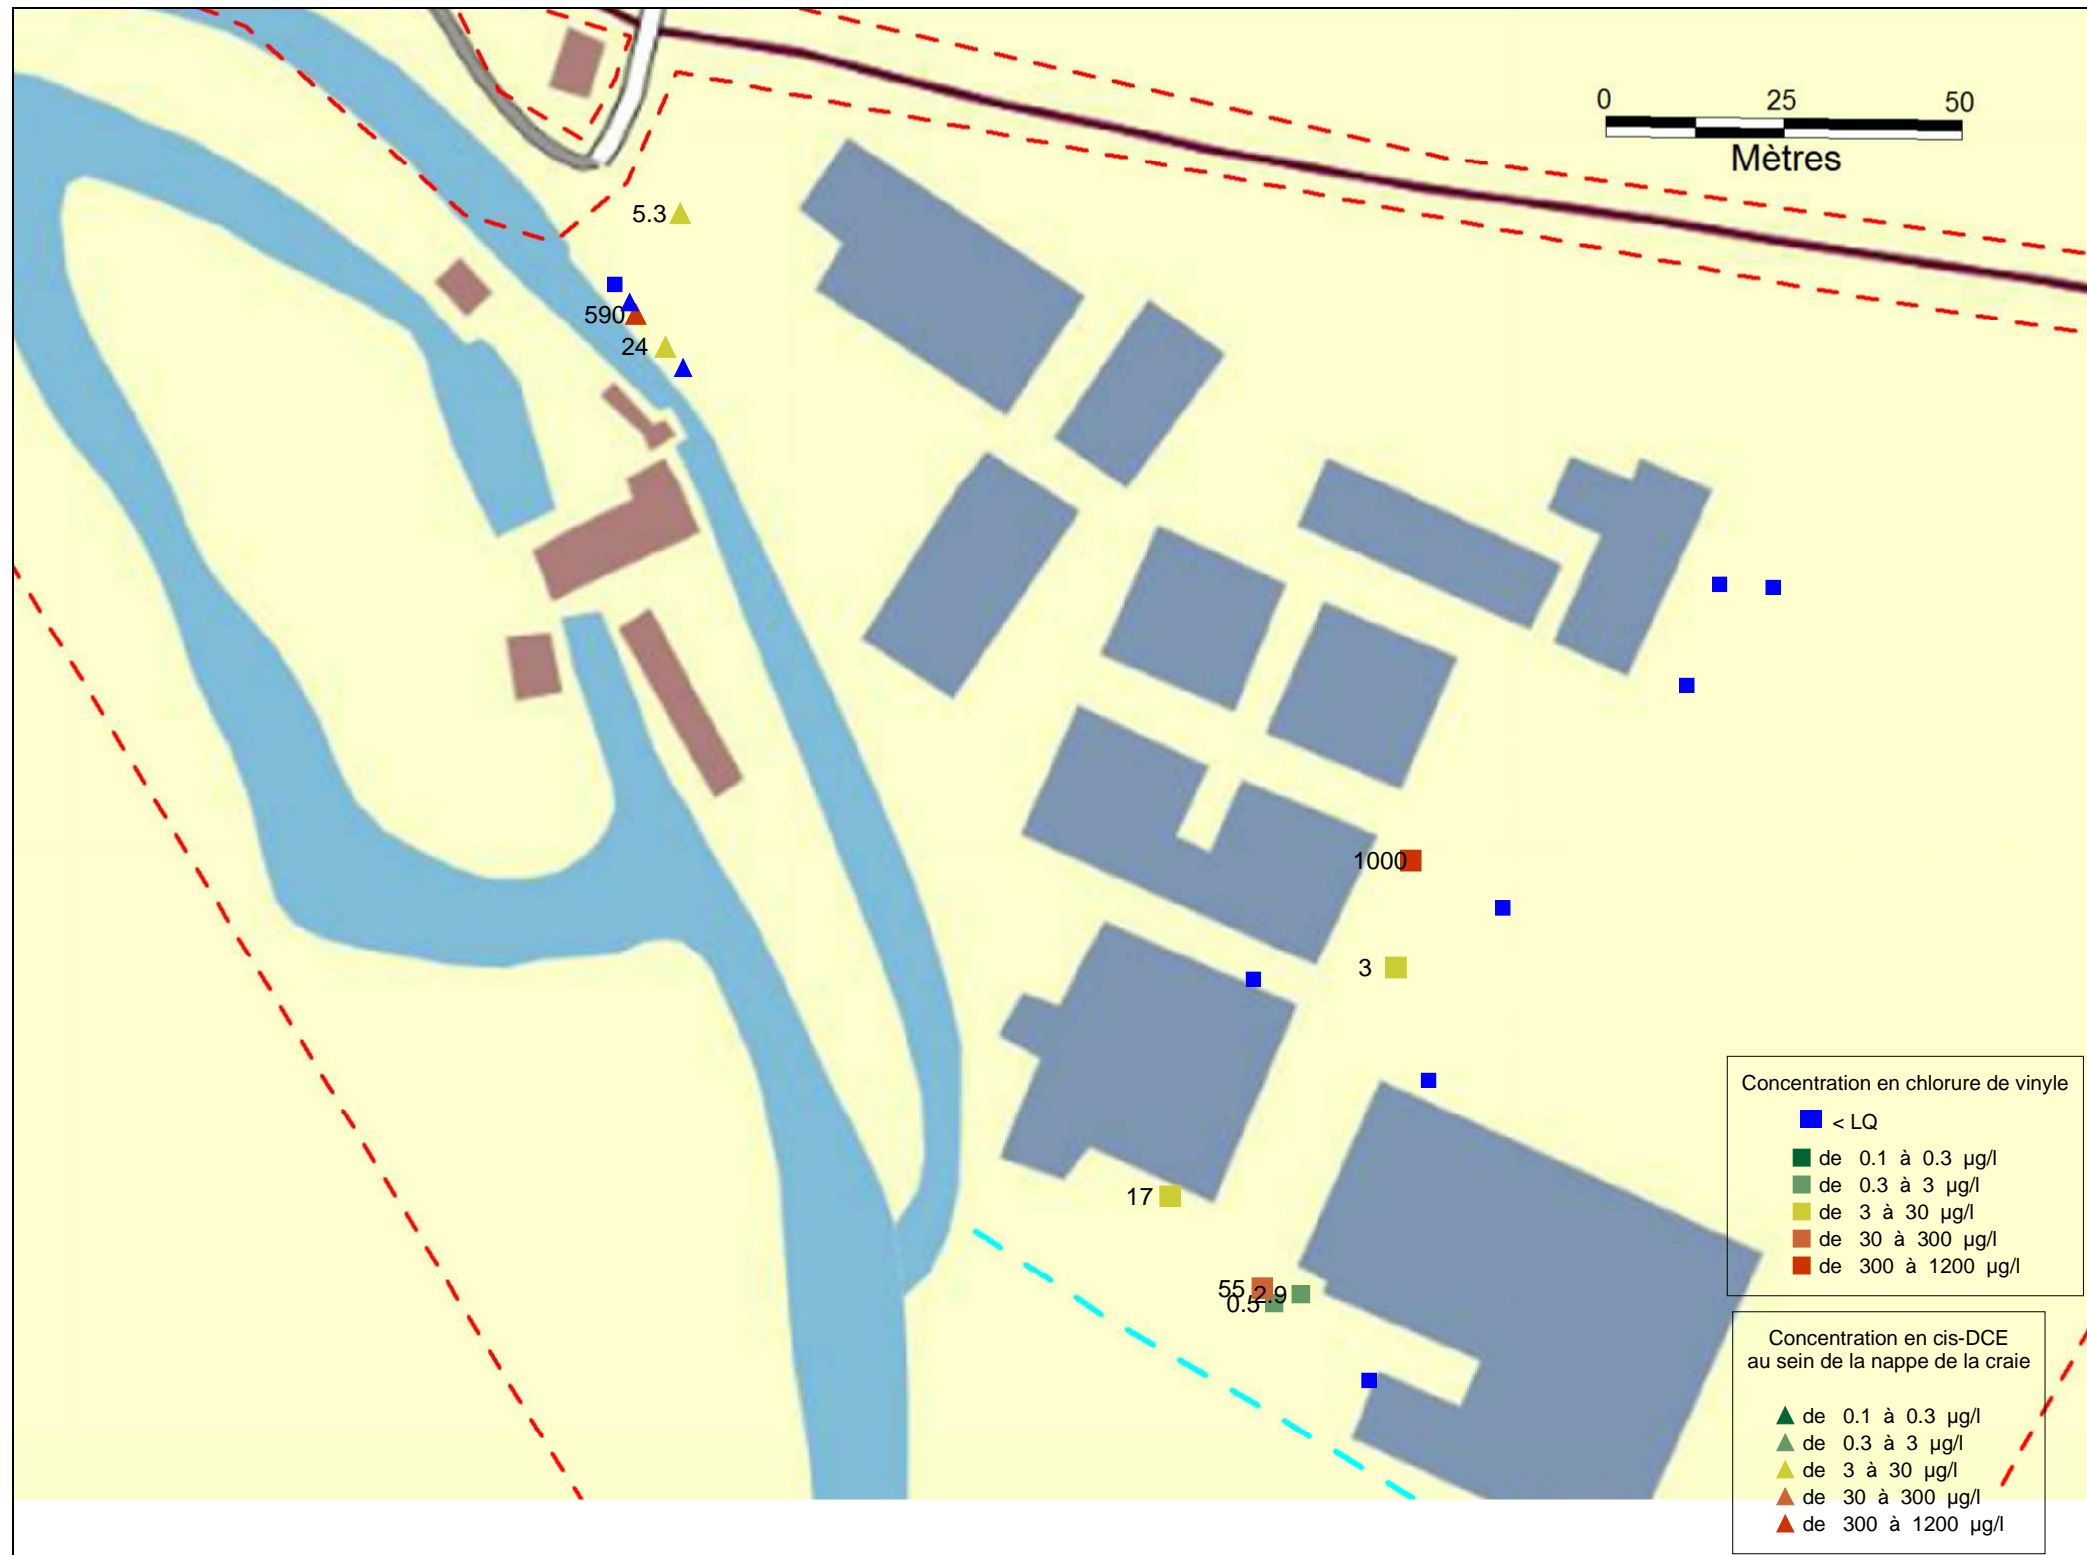 0 25 50
Mètres
5.3
590
24
1000
3
17
55
2.9
0.5
Concentration en chlorure de vinyle
< LQ
de 0.1 à 0.3 µg/l
de 0.3 à 3 µg/l
de 3 à 30 µg/l
de 30 à 300 µg/l
de 300 à 1200 µg/l
Concentration en cis-DCE
au sein de la nappe de la craie
de 0.1 à 0.3 µg/l
de 0.3 à 3 µg/l
de 3 à 30 µg/l
de 30 à 300 µg/l
de 300 à 1200 µg/l